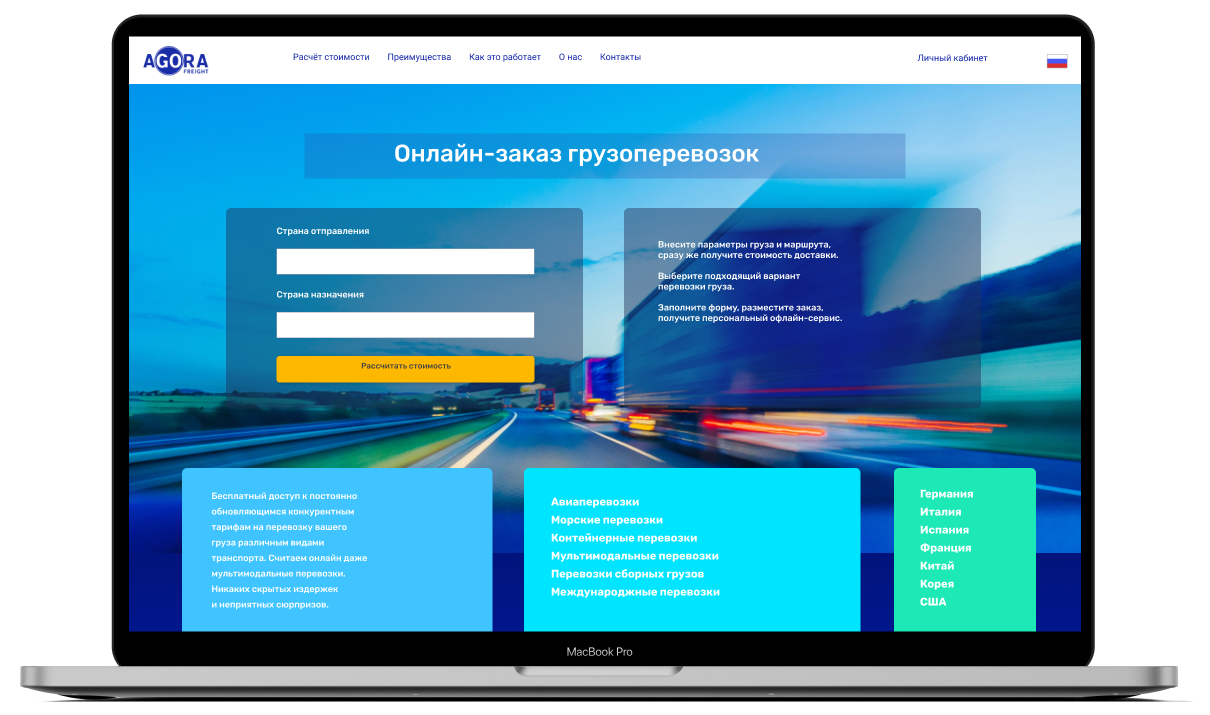 AGORA
FREIGHT
Расчёт стоимости
Преимущества
Как это работает
О нас
Контакты
Личный кабинет
Онлайн-заказ грузоперевозок
Страна отправления
Страна назначения
Рассчитать стоимость
Внесите параметры груза и маршрута,
сразу же получите стоимость доставки.
Выберите подходящий вариант
перевозки груза.
Заполните форму, разместите заказ,
получите персональный офлайн-сервис.
Бесплатный доступ к постоянно
обновляющимся конкурентным
тарифам на перевозку вашего
груза различным видами
транспорта. Считаем онлайн даже
мультимодальные перевозки.
Никаких скрытых издержек
и неприятных сюрпризов.
Авиаперевозки
Морские перевозки
Контейнерные перевозки
Мультимодальные перевозки
Перевозки сборных грузов
Международжные перевозки
Германия
Италия
Испания
Франция
Китай
Корея
США
MacBook Pro